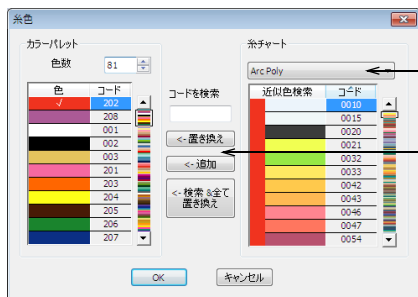 糸色
カラーパレット
色数 81
色 コード
✓ 202
208
001
002
003
201
203
204
205
206
207
コードを検索
<- 置き換え
<- 追加
<- 検索 &全て
置き換え
糸チャート
Arc Poly
近似色検索 コード
0010
0015
0020
0021
0032
0033
0042
0043
0046
0047
0054
OK キャンセル